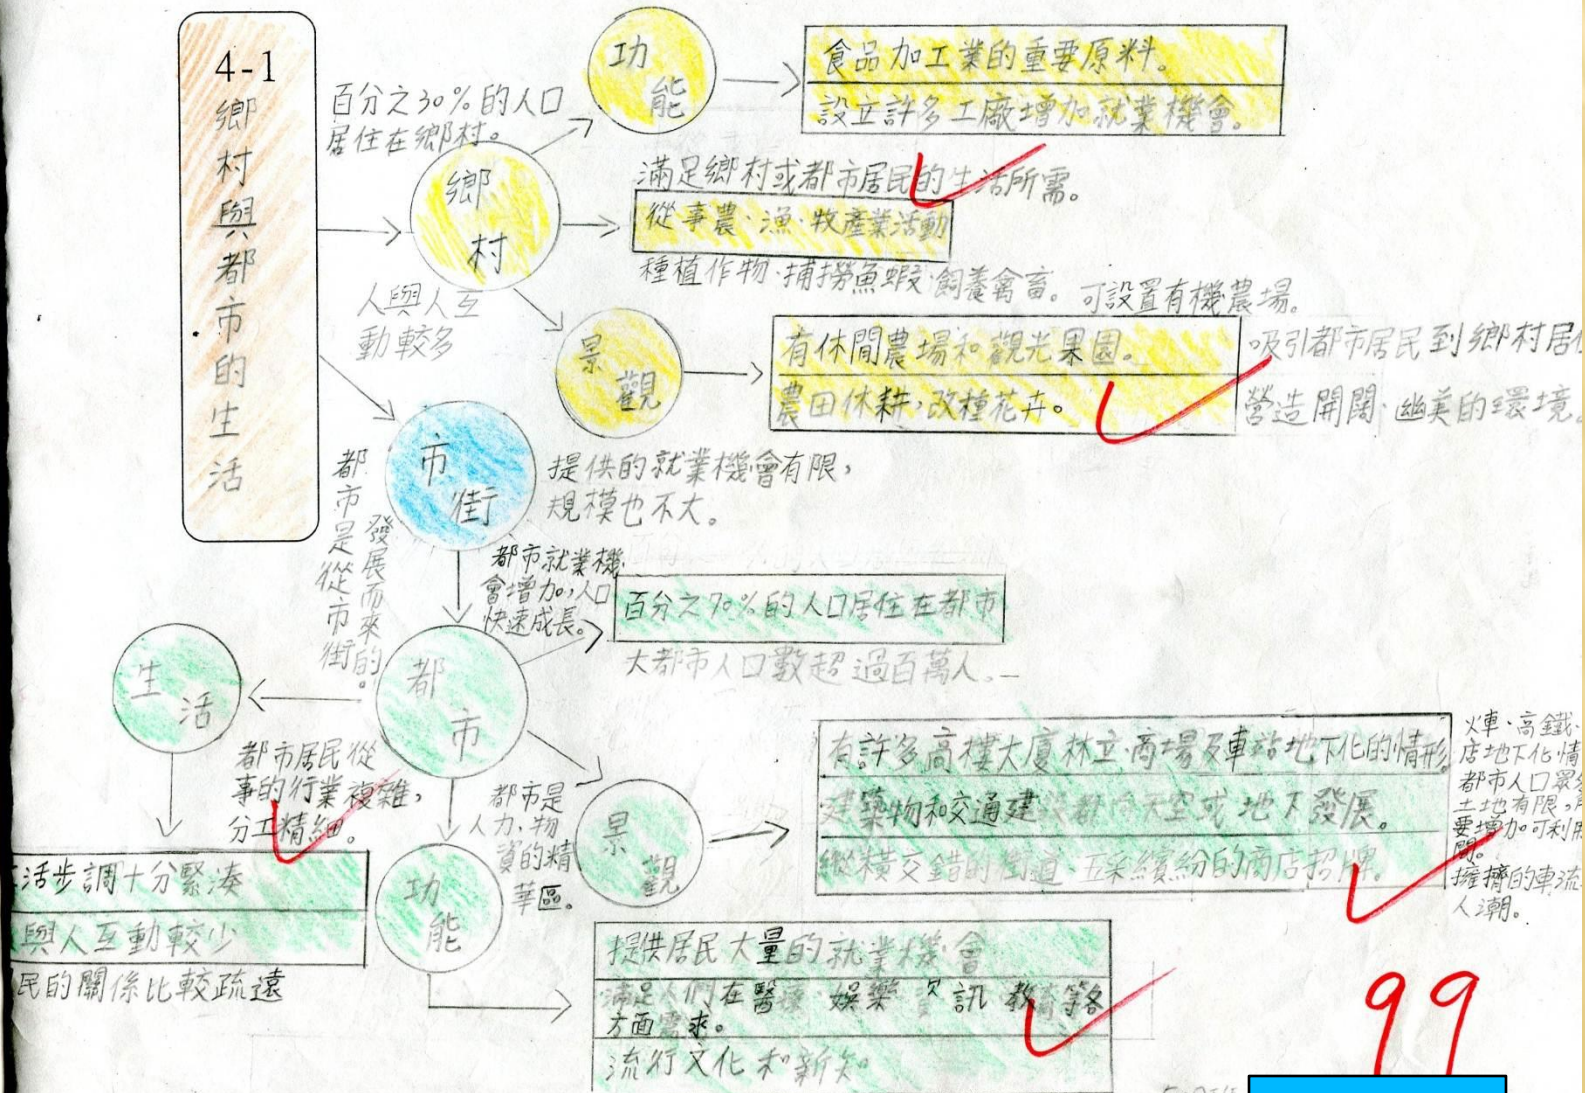 4-1
鄉村與都市的生活
百分之30%的人口
居住在鄉村。
鄉村
人與人互
動較多
功能
食品加工業的重要原料。
設立許多工廠增加就業機會。
滿足鄉村或都市居民的生活所需。
從事農、漁、牧產業活動
種植作物、捕撈魚蝦、飼養禽畜。
可設置有機農場。
景觀
有休閒農場和觀光果園。
農田休耕,改種花卉。
吸引都市居民到鄉村居住
營造開闊、幽美的環境。
市街
提供的就業機會有限,
規模也不大。
都市是從市街
發展而來的。
都市就業機
會增加,人口
快速成長。
都市
百分之70%的人口居住在都市
大都市人口數超過百萬人。
生活
都市居民從
事的行業複雜,
分工精細。
活步調十分緊湊
與人互動較少
民的關係比較疏遠
都市是
人力、物
資的精
華區。
功能
提供居民大量的就業機會
滿足人們在醫療、娛樂、資訊、教育等各
方面需求。
流行文化和新知
景觀
有許多高樓大廈林立、商場及車站地下化的情形
建築物和交通建設都向天空或地下發展。
縱橫交錯的街道、五彩繽紛的商店招牌。
火車、高鐵、
店地下化情
都市人口眾多
土地有限,所
要增加可利用
間。
擁擠的車流
人潮。
99